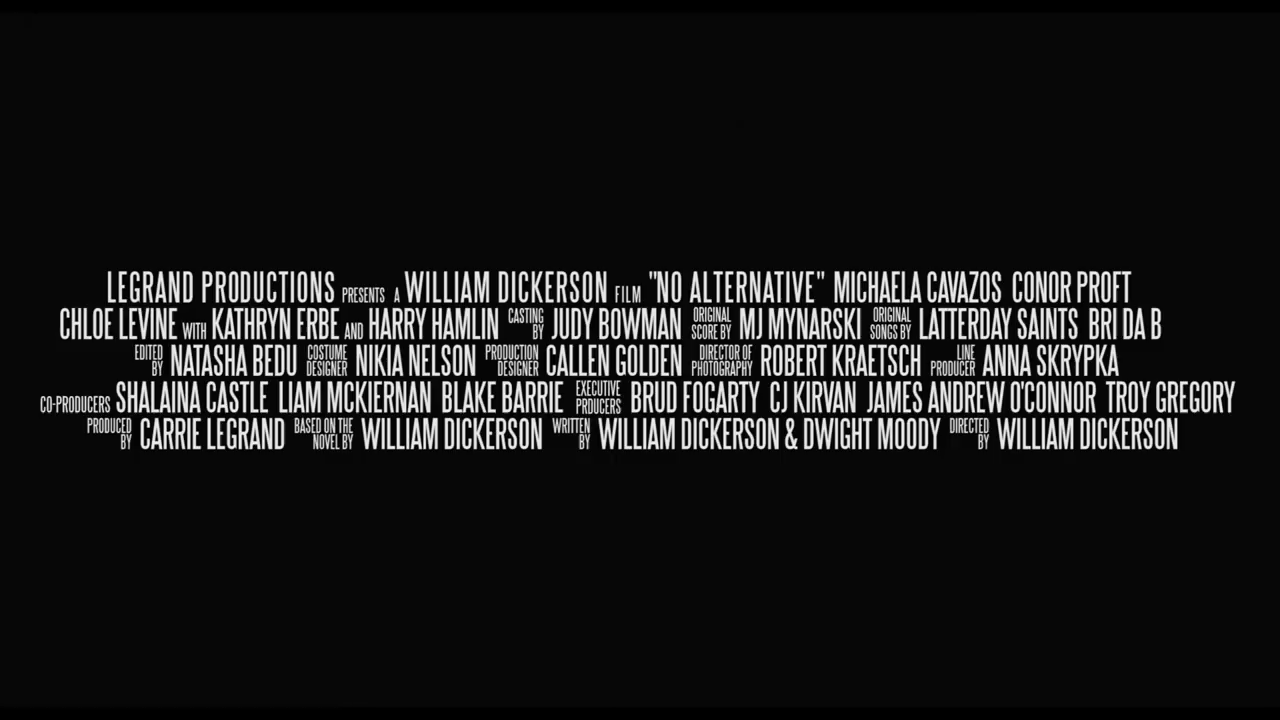 LEGRAND PRODUCTIONS PRESENTS A WILLIAM DICKERSON FILM "NO ALTERNATIVE" MICHAELA CAVAZOS CONOR PROFT
CHLOE LEVINE WITH KATHRYN ERBE AND HARRY HAMLIN CASTING BY JUDY BOWMAN ORIGINAL SCORE BY MJ MYNARSKI ORIGINAL SONGS BY LATTERDAY SAINTS BRI DA B
EDITED BY NATASHA BEDU COSTUME DESIGNER NIKIA NELSON PRODUCTION DESIGNER CALLEN GOLDEN DIRECTOR OF PHOTOGRAPHY ROBERT KRAETSCH LINE PRODUCER ANNA SKRYPKA
CO-PRODUCERS SHALAINA CASTLE LIAM MCKIERNAN BLAKE BARRIE EXECUTIVE PRDUCERS BRUD FOGARTY CJ KIRVAN JAMES ANDREW O'CONNOR TROY GREGORY
PRODUCED BY CARRIE LEGRAND BASED ON THE NOVEL BY WILLIAM DICKERSON WRITTEN BY WILLIAM DICKERSON & DWIGHT MOODY DIRECTED BY WILLIAM DICKERSON